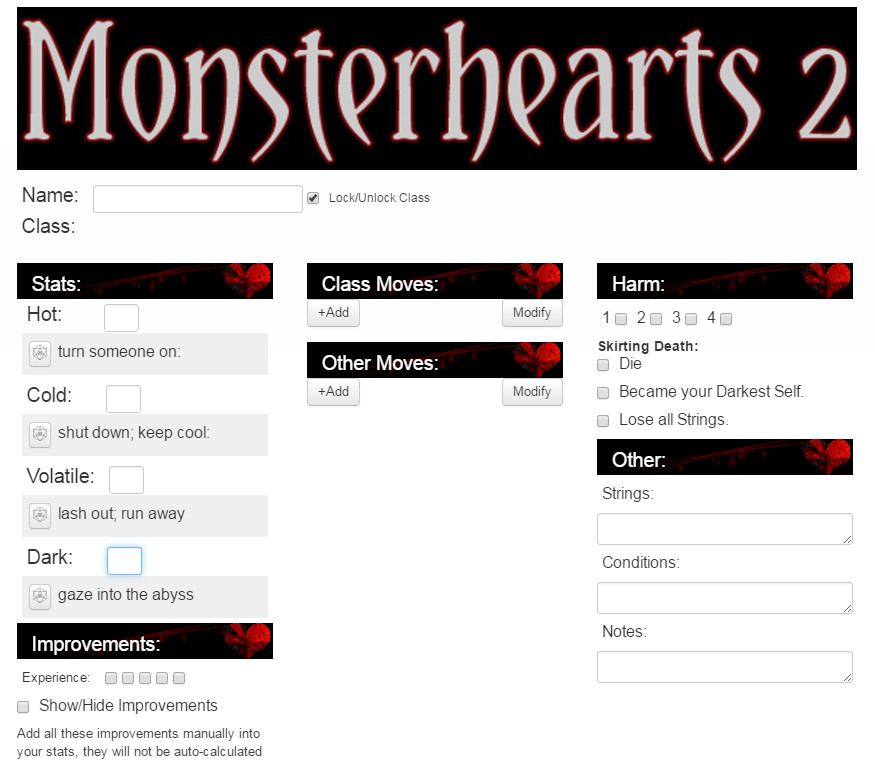 Monsterhearts 2
Name:
Lock/Unlock Class
Class:
Stats:
Hot:
turn someone on:
Cold:
shut down; keep cool:
Volatile:
lash out; run away
Dark:
gaze into the abyss
Improvements:
Experience:
Show/Hide Improvements
Add all these improvements manually into
your stats, they will not be auto-calculated
Class Moves:
+Add Modify
Other Moves:
+Add Modify
Harm:
1 2 3 4
Skirting Death:
Die
Became your Darkest Self.
Lose all Strings.
Other:
Strings:
Conditions:
Notes: